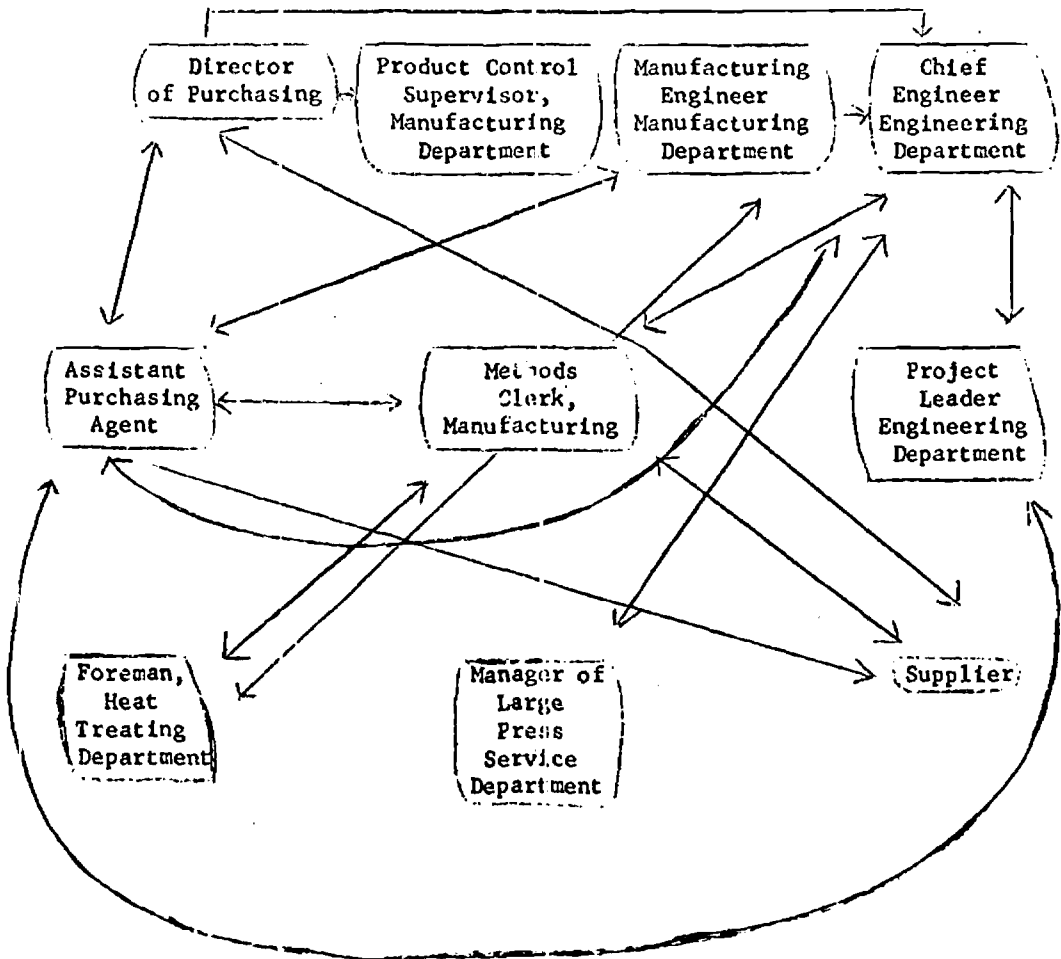 Director
of Purchasing
Product Control
Supervisor,
Manufacturing
Department
Manufacturing
Engineer
Manufacturing
Department
Chief
Engineer
Engineering
Department
Assistant
Purchasing
Agent
Methods
Clerk,
Manufacturing
Project
Leader
Engineering
Department
Foreman,
Heat
Treating
Department
Manager of
Large
Press
Service
Department
Supplier